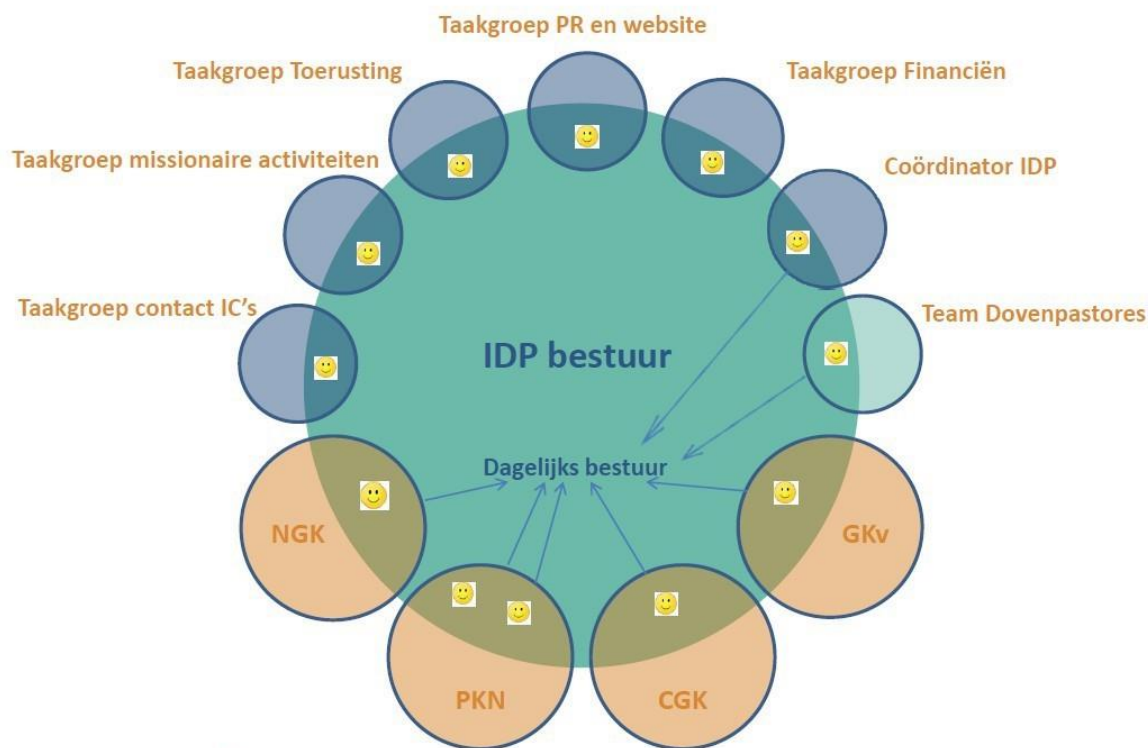 Taakgroep PR en website
Taakgroep Toerusting
Taakgroep Financiën
Taakgroep missionaire activiteiten
Coördinator IDP
Taakgroep contact IC’s
Team Dovenpastores
IDP bestuur
Dagelijks bestuur
NGK
GKv
PKN
CGK